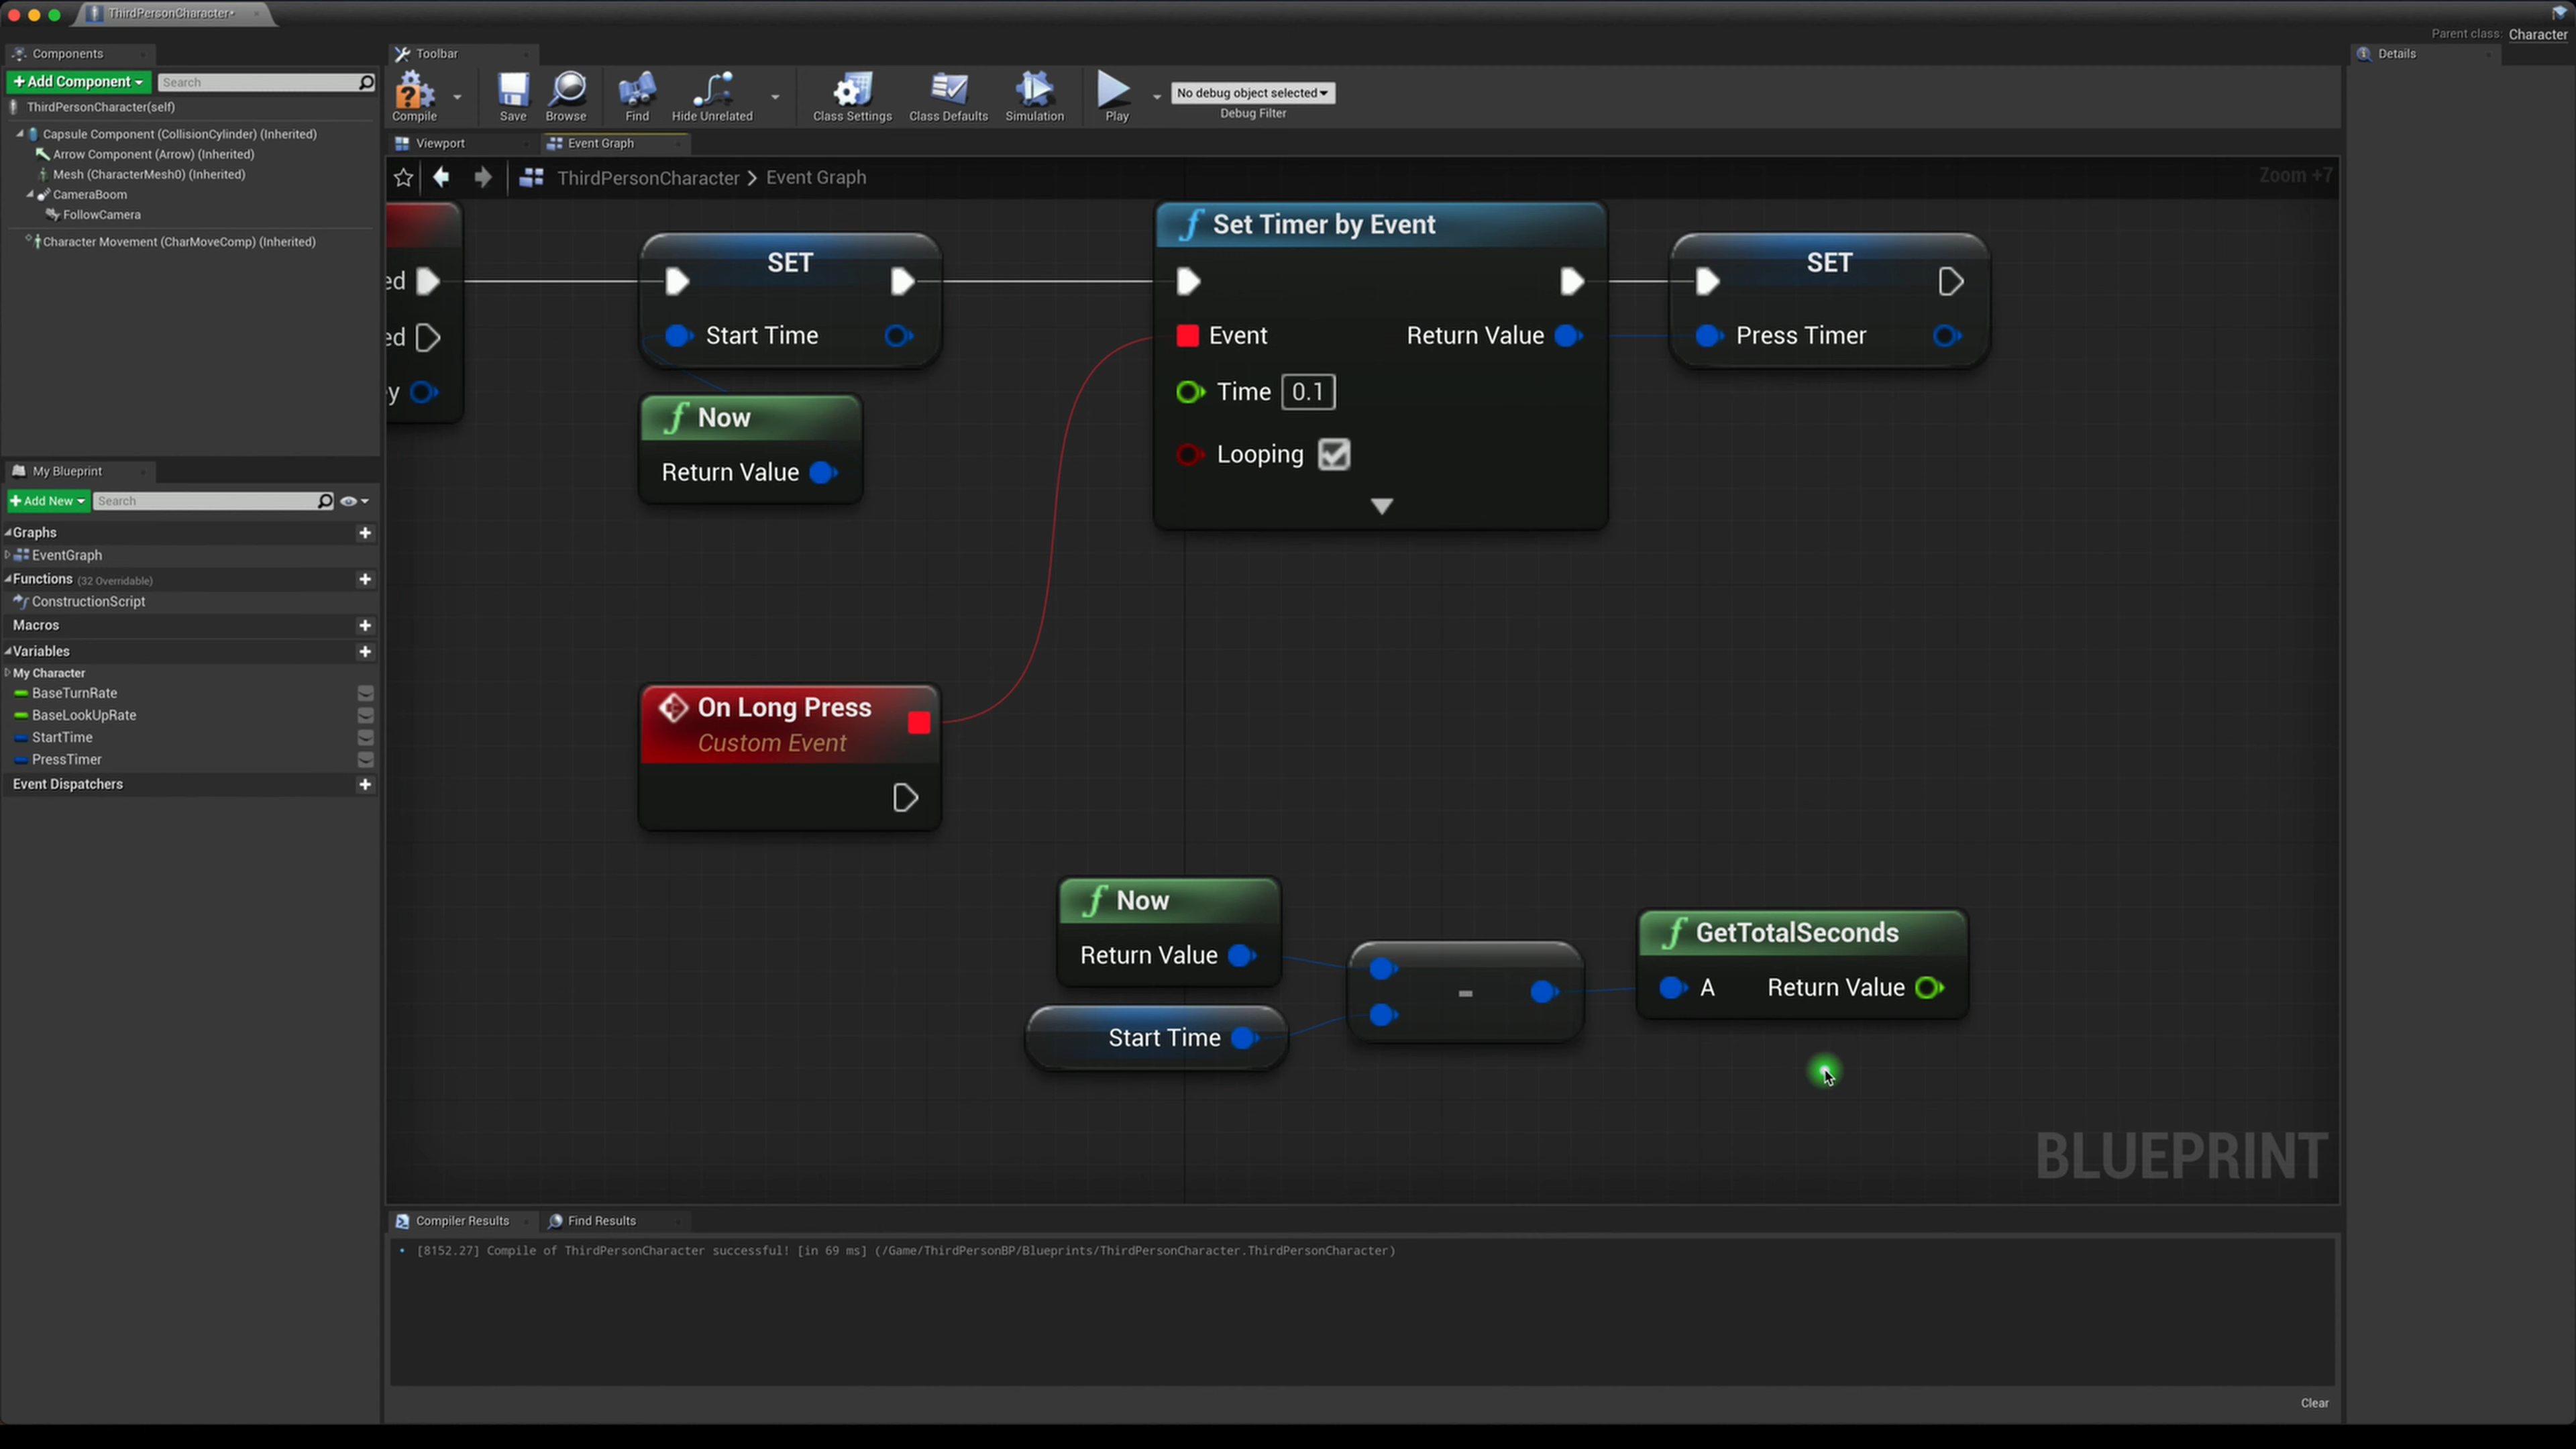 ThirdPersonCharacter•
Parent class: Character
Components
+Add Component
Search
ThirdPersonCharacter(self)
Capsule Component (CollisionCylinder) (Inherited)
Arrow Component (Arrow) (Inherited)
Mesh (CharacterMesh0) (Inherited)
CameraBoom
FollowCamera
Character Movement (CharMoveComp) (Inherited)
My Blueprint
+Add New
Search
Graphs
EventGraph
Functions (32 Overridable)
ConstructionScript
Macros
Variables
My Character
BaseTurnRate
BaseLookUpRate
StartTime
PressTimer
Event Dispatchers
Toolbar
Compile
Save
Browse
Find
Hide Unrelated
Class Settings
Class Defaults
Simulation
Play
No debug object selected
Debug Filter
Viewport
Event Graph
ThirdPersonCharacter > Event Graph
Zoom +7
ed
ed
y
SET
Start Time
f Now
Return Value
f Set Timer by Event
Event
Return Value
Time 0.1
Looping
SET
Press Timer
On Long Press
Custom Event
f Now
Return Value
Start Time
-
f GetTotalSeconds
A Return Value
BLUEPRINT
Compiler Results
Find Results
• [8152.27] Compile of ThirdPersonCharacter successful! [in 69 ms] (/Game/ThirdPersonBP/Blueprints/ThirdPersonCharacter.ThirdPersonCharacter)
Clear
Details